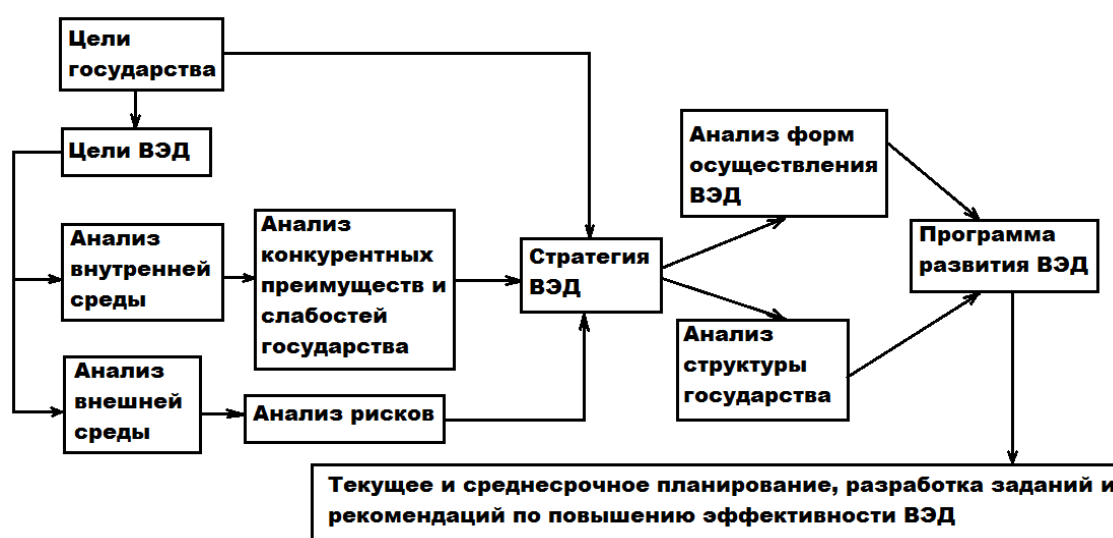 Цели
государства
Цели ВЭД
Анализ
внутренней
среды
Анализ
конкурентных
преимуществ и
слабостей
государства
Анализ
внешней
среды
Анализ рисков
Стратегия
ВЭД
Анализ форм
осуществления
ВЭД
Анализ
структуры
государства
Программа
развития ВЭД
Текущее и среднесрочное планирование, разработка заданий и
рекомендаций по повышению эффективности ВЭД